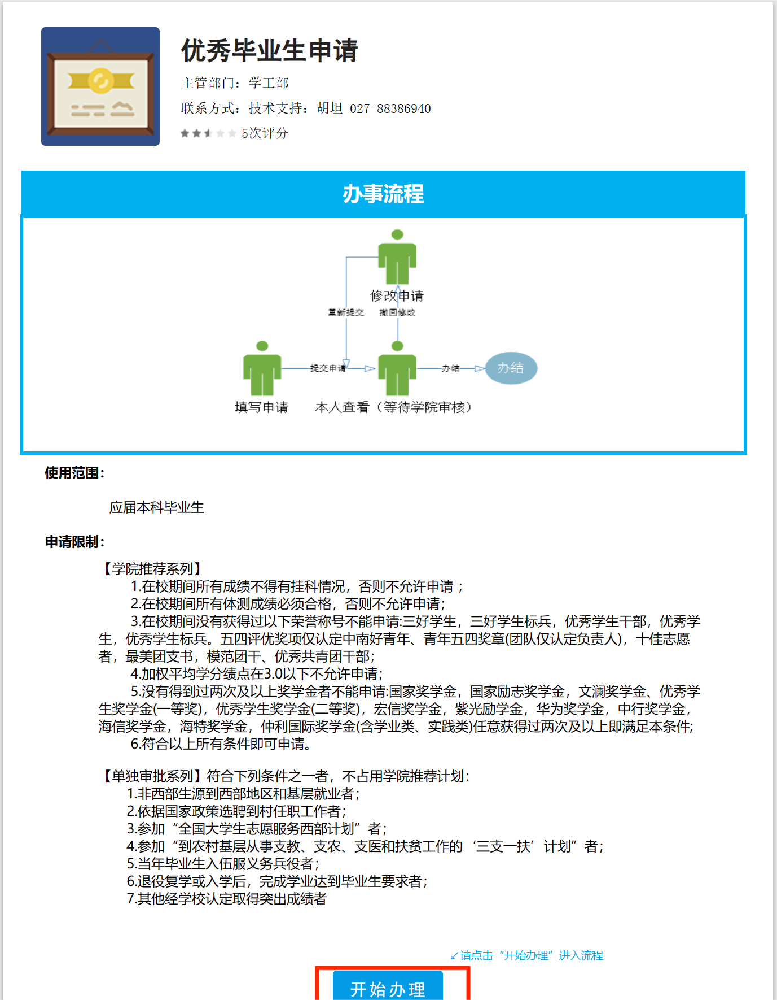 优秀毕业生申请
主管部门：学工部
联系方式：技术支持：胡坦 027-88386940
5次评分
办事流程
修改申请
重新提交 撤回修改
提交申请 办结 办结
填写申请 本人查看（等待学院审核）
使用范围：
应届本科毕业生
申请限制：
【学院推荐系列】
1.在校期间所有成绩不得有挂科情况，否则不允许申请 ；
2.在校期间所有体测成绩必须合格，否则不允许申请；
3.在校期间没有获得过以下荣誉称号不能申请:三好学生，三好学生标兵，优秀学生干部，优秀学
生，优秀学生标兵。五四评优奖项仅认定中南好青年、青年五四奖章(团队仅认定负责人)，十佳志愿
者，最美团支书，模范团干、优秀共青团干部；
4.加权平均学分绩点在3.0以下不允许申请；
5.没有得到过两次及以上奖学金者不能申请:国家奖学金，国家励志奖学金，文澜奖学金、优秀学
生奖学金(一等奖)，优秀学生奖学金(二等奖)，宏信奖学金，紫光励学金，华为奖学金，中行奖学金，
海信奖学金，海特奖学金，仲利国际奖学金(含学业类、实践类)任意获得过两次及以上即满足本条件;
6.符合以上所有条件即可申请。
【单独审批系列】符合下列条件之一者，不占用学院推荐计划：
1.非西部生源到西部地区和基层就业者；
2.依据国家政策选聘到村任职工作者；
3.参加“全国大学生志愿服务西部计划”者；
4.参加“到农村基层从事支教、支农、支医和扶贫工作的‘三支一扶’计划”者；
5.当年毕业生入伍服义务兵役者；
6.退役复学或入学后，完成学业达到毕业生要求者；
7.其他经学校认定取得突出成绩者
↙请点击“开始办理”进入流程
开始办理